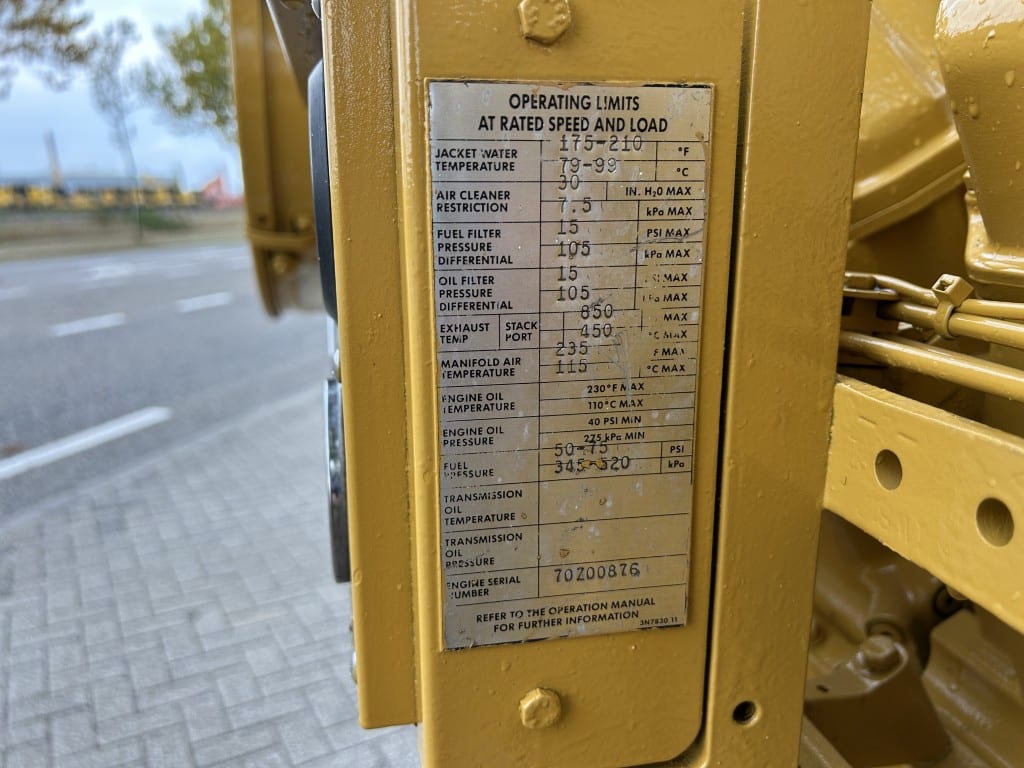 OPERATING LIMITS
AT RATED SPEED AND LOAD
JACKET WATER
TEMPERATURE
175-210 °F
79-99 °C
AIR CLEANER
RESTRICTION
30 IN. H₂O MAX
7.5 kPa MAX
FUEL FILTER
PRESSURE
DIFFERENTIAL
15 PSI MAX
105 kPa MAX
OIL FILTER
PRESSURE
DIFFERENTIAL
15 PSI MAX
105 kPa MAX
EXHAUST
TEMP
STACK
PORT
850 MAX
450 °C MAX
MANIFOLD AIR
TEMPERATURE
235 F MAX
115 °C MAX
ENGINE OIL
TEMPERATURE
230°F MAX
110°C MAX
ENGINE OIL
PRESSURE
40 PSI MIN
275 kPa MIN
FUEL
PRESSURE
50-75 PSI
345-520 kPa
TRANSMISSION
OIL
TEMPERATURE
TRANSMISSION
OIL
PRESSURE
ENGINE SERIAL
NUMBER
70Z00876
REFER TO THE OPERATION MANUAL
FOR FURTHER INFORMATION
3N7830 11